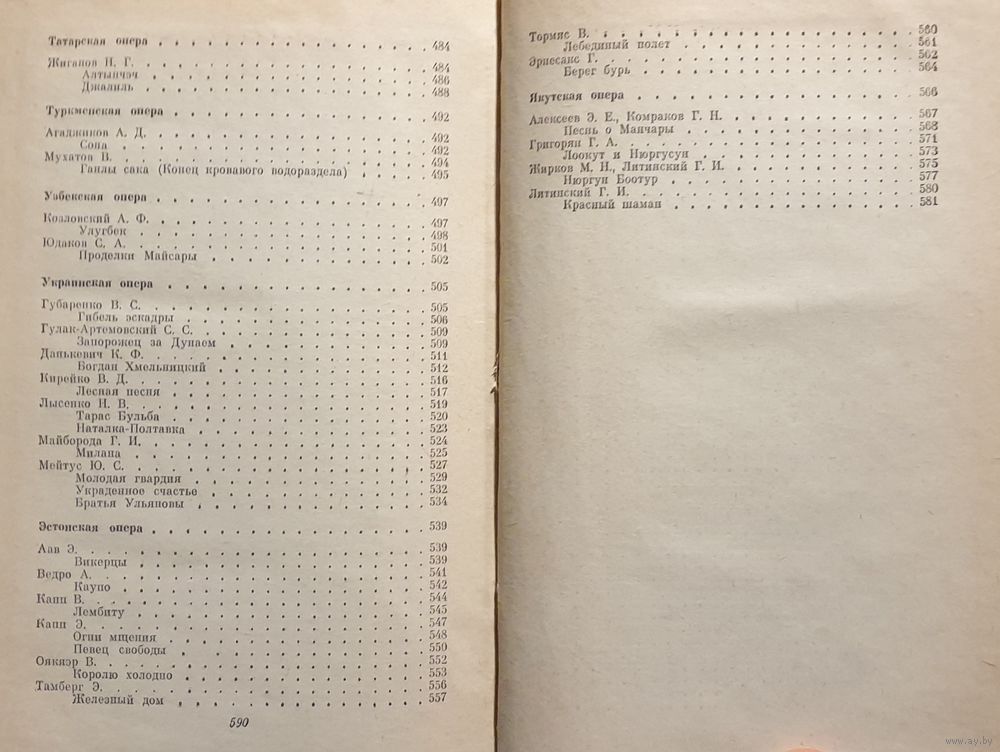 Татарская опера . . . . . . . . . . . . . . . . 484
Жиганов Н. Г. . . . . . . . . . . . . . . . . 484
Алтынчэч . . . . . . . . . . . . . . . . 486
Джалиль . . . . . . . . . . . . . . . . 488
Туркменская опера . . . . . . . . . . . . . . . 492
Агаджиков А. Д. . . . . . . . . . . . . . . . 492
Сона . . . . . . . . . . . . . . . . . 492
Мухатов В. . . . . . . . . . . . . . . . . . 494
Ганлы сака (Конец кровавого водораздела) . . . . . 495
Узбекская опера . . . . . . . . . . . . . . . . 497
Козловский А. Ф. . . . . . . . . . . . . . . . 497
Улугбек . . . . . . . . . . . . . . . . 498
Юдаков С. А. . . . . . . . . . . . . . . . . 501
Проделки Майсары . . . . . . . . . . . . . 502
Украинская опера . . . . . . . . . . . . . . . 505
Губаренко В. С. . . . . . . . . . . . . . . . 505
Гибель эскадры . . . . . . . . . . . . . . 506
Гулак-Артемовский С. С. . . . . . . . . . . . . 509
Запорожец за Дунаем . . . . . . . . . . . . 509
Данькевич К. Ф. . . . . . . . . . . . . . . . 511
Богдан Хмельницкий . . . . . . . . . . . . 512
Кирейко В. Д. . . . . . . . . . . . . . . . . 516
Лесная песня . . . . . . . . . . . . . . . 517
Лысенко Н. В. . . . . . . . . . . . . . . . . 519
Тарас Бульба . . . . . . . . . . . . . . . 520
Наталка-Полтавка . . . . . . . . . . . . . 523
Майборода Г. И. . . . . . . . . . . . . . . . 524
Милана . . . . . . . . . . . . . . . . . 525
Мейтус Ю. С. . . . . . . . . . . . . . . . . 527
Молодая гвардия . . . . . . . . . . . . . 529
Украденное счастье . . . . . . . . . . . . 532
Братья Ульяновы . . . . . . . . . . . . . 534
Эстонская опера . . . . . . . . . . . . . . . . 539
Аав Э. . . . . . . . . . . . . . . . . . . . 539
Викерцы . . . . . . . . . . . . . . . . 539
Ведро А. . . . . . . . . . . . . . . . . . . 541
Каупо . . . . . . . . . . . . . . . . . 542
Капп В. . . . . . . . . . . . . . . . . . . 544
Лембиту . . . . . . . . . . . . . . . . 545
Капп Э. . . . . . . . . . . . . . . . . . . 547
Огни мщения . . . . . . . . . . . . . . . 548
Певец свободы . . . . . . . . . . . . . . 550
Оякяэр В. . . . . . . . . . . . . . . . . . 552
Королю холодно . . . . . . . . . . . . . . 553
Тамберг Э. . . . . . . . . . . . . . . . . . 556
Железный дом . . . . . . . . . . . . . . 557
590
Тормис В. . . . . . . . . . . . . . . . . . 560
Лебединый полет . . . . . . . . . . . . . 561
Эрнесакс Г. . . . . . . . . . . . . . . . . . 562
Берег бурь . . . . . . . . . . . . . . . 564
Якутская опера . . . . . . . . . . . . . . . . 566
Алексеев Э. Е., Комраков Г. Н. . . . . . . . . . 567
Песнь о Манчары . . . . . . . . . . . . . 568
Григорян Г. А. . . . . . . . . . . . . . . . . 571
Лоокут и Нюргусун . . . . . . . . . . . . 573
Жирков М. Н., Литинский Г. И. . . . . . . . . . 575
Нюргун Боотур . . . . . . . . . . . . . . 577
Литинский Г. И. . . . . . . . . . . . . . . . 580
Красный шаман . . . . . . . . . . . . . . 581
www.ay.by